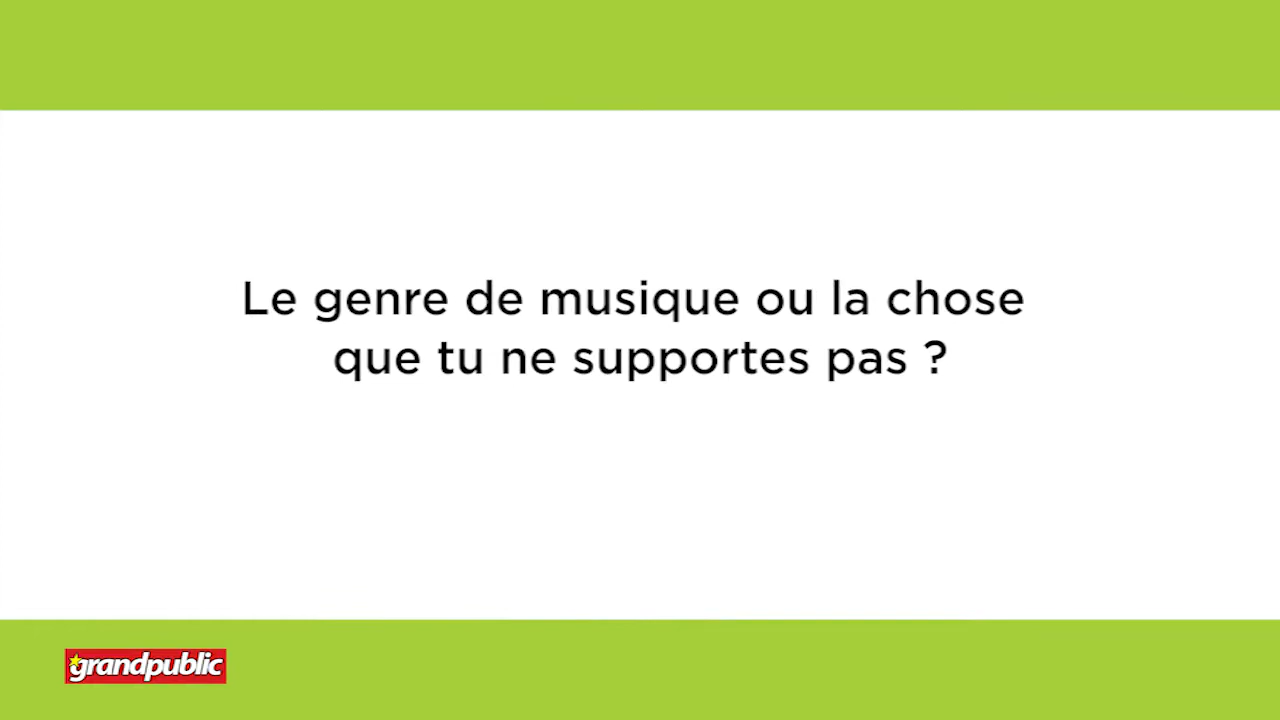 Le genre de musique ou la chose
que tu ne supportes pas ?
grandpublic